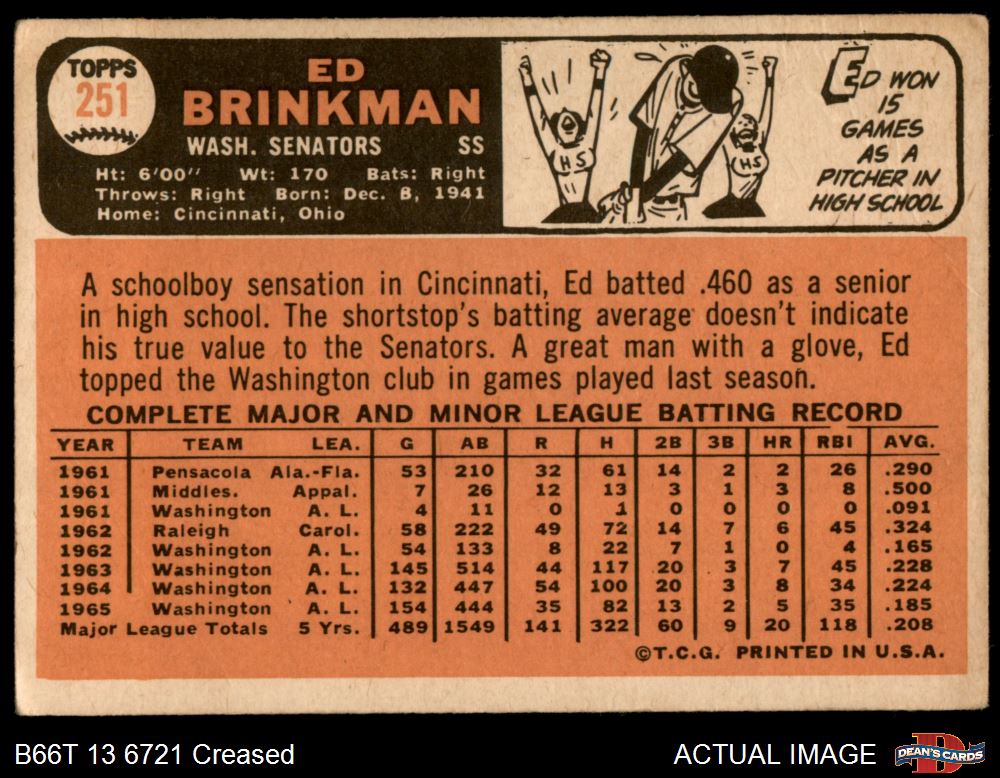 TOPPS
251
ED
BRINKMAN
WASH. SENATORS SS
Ht: 6'00" Wt: 170 Bats: Right
Throws: Right Born: Dec. 8, 1941
Home: Cincinnati, Ohio
HS
HS
ED WON
15
GAMES
AS A
PITCHER IN
HIGH SCHOOL
A schoolboy sensation in Cincinnati, Ed batted .460 as a senior
in high school. The shortstop's batting average doesn't indicate
his true value to the Senators. A great man with a glove, Ed
topped the Washington club in games played last season.
COMPLETE MAJOR AND MINOR LEAGUE BATTING RECORD
YEAR TEAM LEA. G AB R H 2B 3B HR RBI AVG.
1961 Pensacola Ala.-Fla. 53 210 32 61 14 2 2 26 .290
1961 Middles. Appal. 7 26 12 13 3 1 3 8 .500
1961 Washington A. L. 4 11 0 1 0 0 0 0 .091
1962 Raleigh Carol. 58 222 49 72 14 7 6 45 .324
1962 Washington A. L. 54 133 8 22 7 1 0 4 .165
1963 Washington A. L. 145 514 44 117 20 3 7 45 .228
1964 Washington A. L. 132 447 54 100 20 3 8 34 .224
1965 Washington A. L. 154 444 35 82 13 2 5 35 .185
Major League Totals 5 Yrs. 489 1549 141 322 60 9 20 118 .208
©T.C.G. PRINTED IN U.S.A.
B66T 13 6721 Creased
ACTUAL IMAGE
D
DEAN'S CARDS